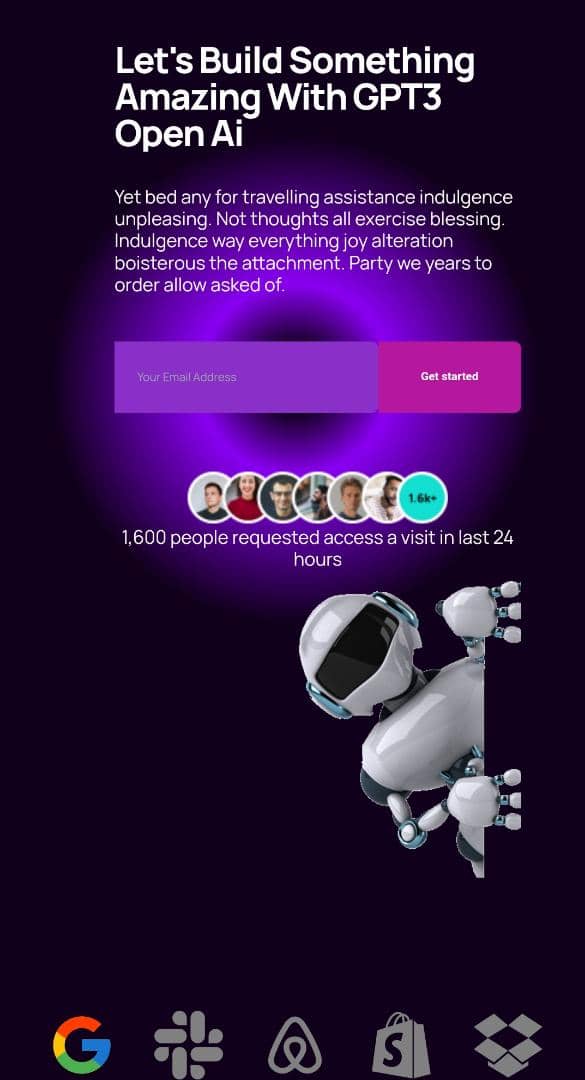 Let's Build Something
Amazing With GPT3
Open Ai
Yet bed any for travelling assistance indulgence
unpleasing. Not thoughts all exercise blessing.
Indulgence way everything joy alteration
boisterous the attachment. Party we years to
order allow asked of.
Your Email Address
Get started
1.6k+
1,600 people requested access a visit in last 24
hours